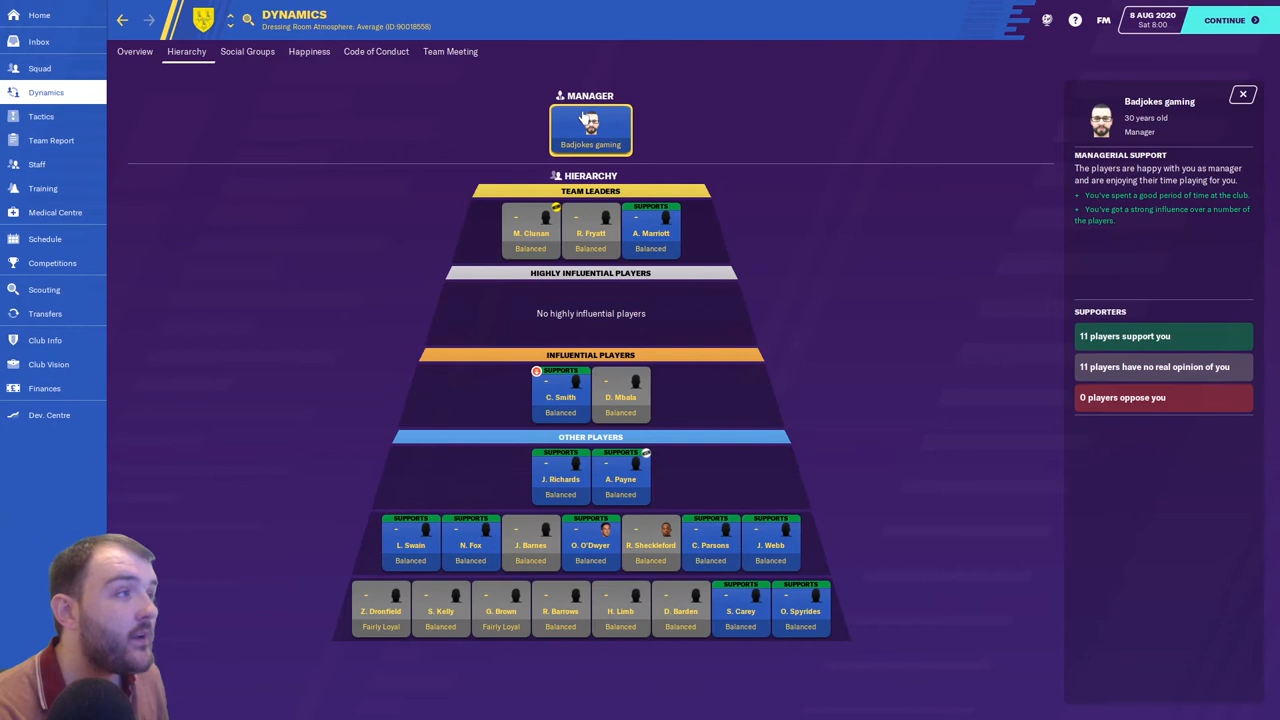 Home
Inbox
Squad
Dynamics
Tactics
Team Report
Staff
Training
Medical Centre
Schedule
Competitions
Scouting
Transfers
Club Info
Club Vision
Finances
Dev. Centre
DYNAMICS
Dressing Room Atmosphere: Average (ID:90018558)
? FM
8 AUG 2020
Sat 8:00
CONTINUE
Overview Hierarchy Social Groups Happiness Code of Conduct Team Meeting
MANAGER
Badjokes gaming
HIERARCHY
TEAM LEADERS
SUPPORTS
- - -
M. Clunan R. Fryatt A. Marriott
Balanced Balanced Balanced
HIGHLY INFLUENTIAL PLAYERS
No highly influential players
INFLUENTIAL PLAYERS
SUPPORTS
- -
C. Smith D. Mbala
Balanced Balanced
OTHER PLAYERS
SUPPORTS SUPPORTS
- -
J. Richards A. Payne
Balanced Balanced
SUPPORTS SUPPORTS SUPPORTS SUPPORTS SUPPORTS
- - - - - - -
L. Swain N. Fox J. Barnes O. O'Dwyer R. Sheckleford C. Parsons J. Webb
Balanced Balanced Balanced Balanced Balanced Balanced Balanced
SUPPORTS SUPPORTS
- - - - - - - -
Z. Dronfield S. Kelly G. Brown R. Barrows H. Limb D. Barden S. Carey O. Spyrides
Fairly Loyal Balanced Fairly Loyal Balanced Balanced Balanced Balanced Balanced
Badjokes gaming
30 years old
Manager
MANAGERIAL SUPPORT
The players are happy with you as manager
and are enjoying their time playing for you.
+ You've spent a good period of time at the club.
+ You've got a strong influence over a number of
the players.
SUPPORTERS
11 players support you
11 players have no real opinion of you
0 players oppose you